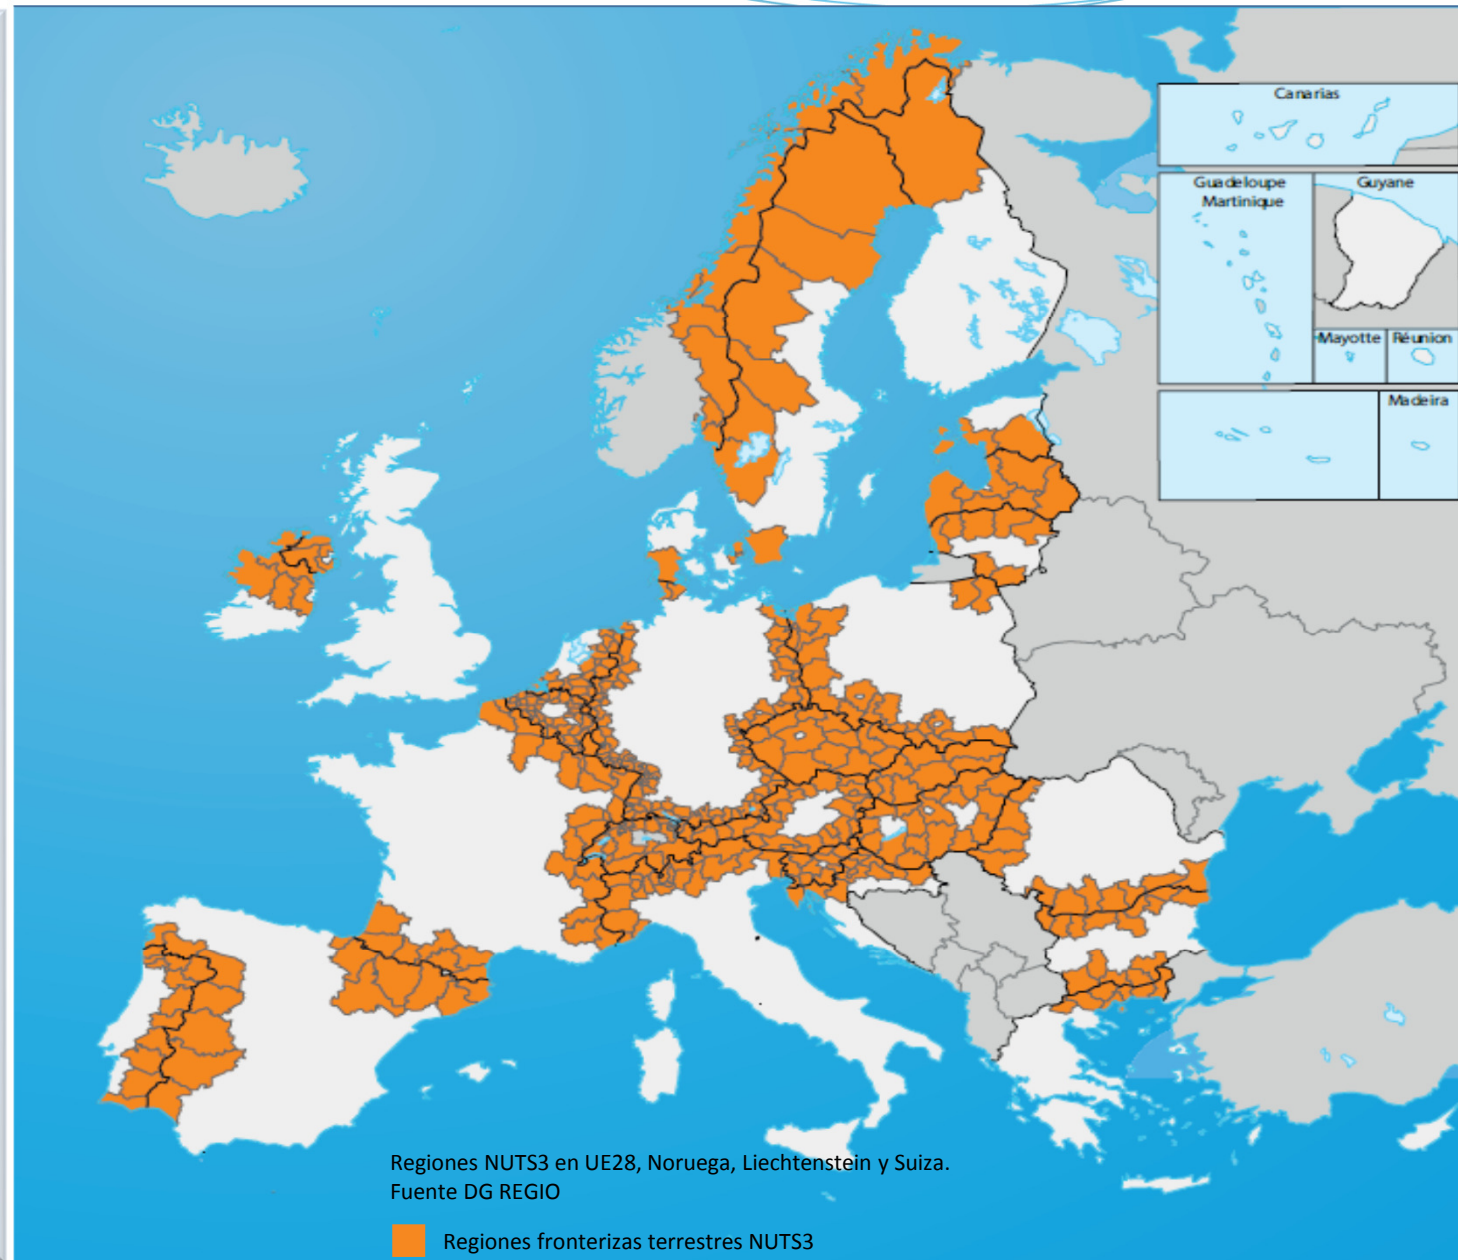 Canarias
Guadeloupe
Martinique
Guyane
Mayotte
Réunion
Madeira
Regiones NUTS3 en UE28, Noruega, Liechtenstein y Suiza.
Fuente DG REGIO
Regiones fronterizas terrestres NUTS3